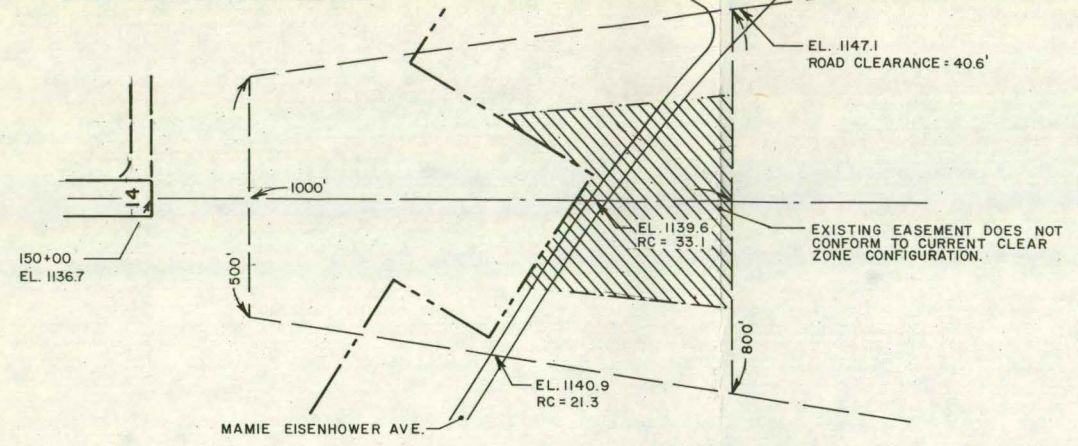 EL. 1147.1
ROAD CLEARANCE = 40.6'
1000'
14
EL. 1139.6
RC = 33.1
EXISTING EASEMENT DOES NOT
CONFORM TO CURRENT CLEAR
ZONE CONFIGURATION.
150+00
EL. 1136.7
500'
800'
EL. 1140.9
RC = 21.3
MAMIE EISENHOWER AVE.